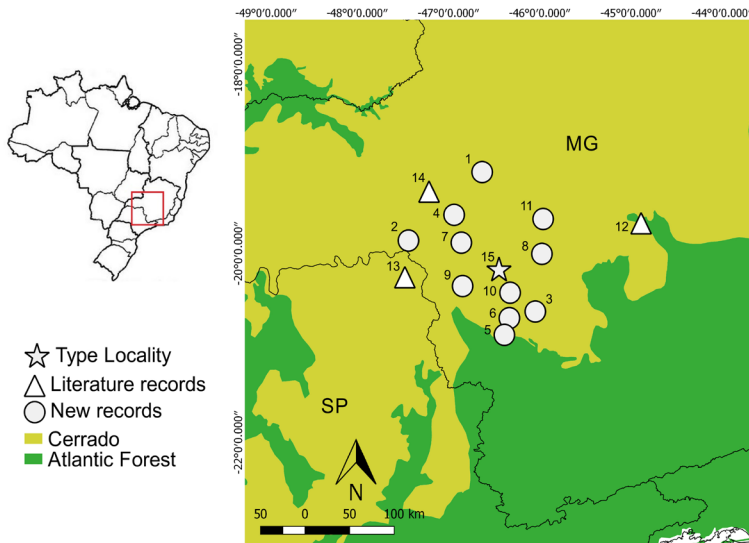 -49°0'0.000" -48°0'0.000" -47°0'0.000" -46°0'0.000" -45°0'0.000" -44°0'0.000"
-18°0'0.000"
MG
1
14
4
11
12
2
7
8
15
-20°0'0.000"
13
9
10
3
6
5
Type Locality
Literature records
New records
Cerrado
Atlantic Forest
SP
-22°0'0.000"
N
50 0 50 100 km